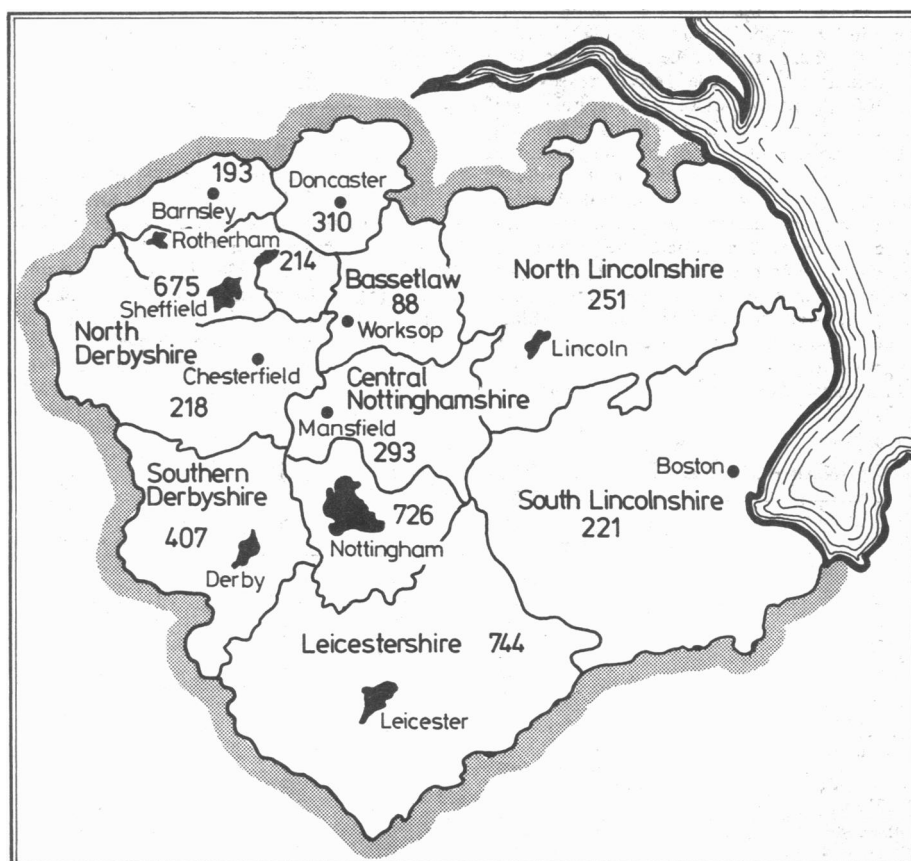 193
Barnsley
Doncaster
310
Rotherham
214
675
Sheffield
Bassetlaw
88
Worksop
North Lincolnshire
251
Lincoln
North
Derbyshire
Chesterfield
218
Central
Nottinghamshire
Mansfield
293
Southern
Derbyshire
407
Derby
726
Nottingham
Boston
South Lincolnshire
221
Leicestershire 744
Leicester